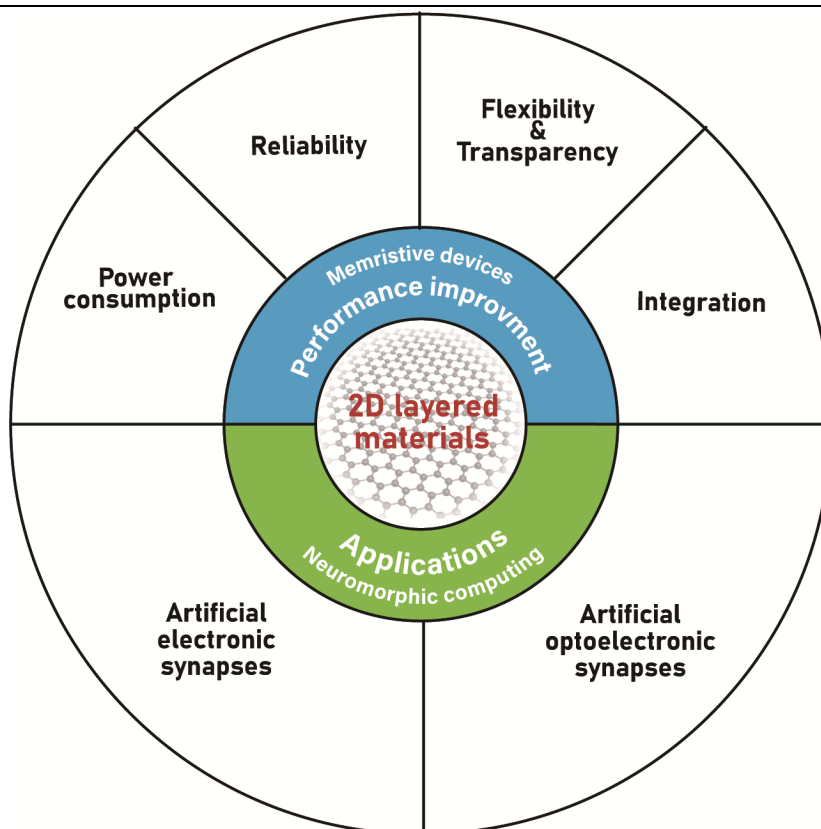 Flexibility
&
Transparency
Reliability
Power
consumption
Integration
Memristive devices
Performance improvment
2D layered
materials
Applications
Neuromorphic computing
Artificial
electronic
synapses
Artificial
optoelectronic
synapses